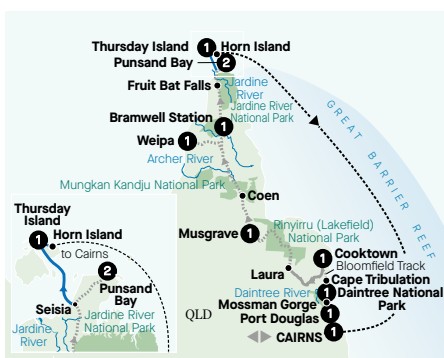 Thursday Island 1 Horn Island
Punsand Bay 2
Fruit Bat Falls
Jardine
River
Jardine River
National Park
Bramwell Station 1
Weipa 1
Archer River
GREAT BARRIER REEF
Mungkan Kandju National Park
Coen
Musgrave 1
Rinyirru (Lakefield)
National Park
Cooktown
1
Bloomfield Track
Laura
Cape Tribulation
Daintree River
1 Daintree National
Park
Mossman Gorge 1
Port Douglas 1
QLD
CAIRNS 1
Thursday
Island
1 Horn Island
to Cairns
2
Punsand
Bay
Seisia
Jardine River
National Park
Jardine
River